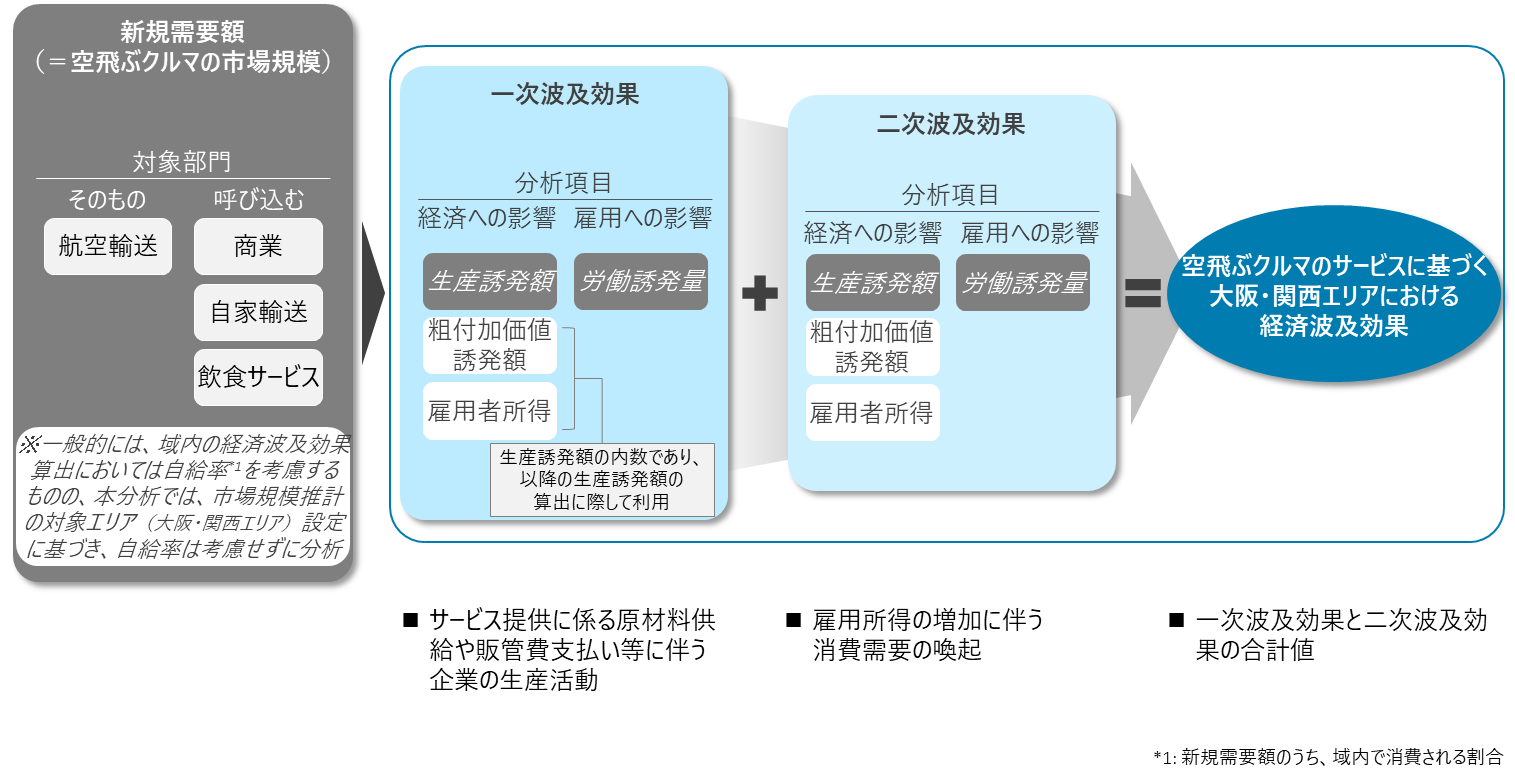 新規需要額
（＝空飛ぶクルマの市場規模）
対象部門
そのもの
呼び込む
航空輸送
商業
自家輸送
飲食サービス
※一般的には、域内の経済波及効果
算出においては自給率*1を考慮する
ものの、本分析では、市場規模推計
の対象エリア（大阪・関西エリア）設定
に基づき、自給率は考慮せずに分析
一次波及効果
分析項目
経済への影響
雇用への影響
生産誘発額
労働誘発量
粗付加価値
誘発額
雇用者所得
生産誘発額の内数であり、
以降の生産誘発額の
算出に際して利用
二次波及効果
分析項目
経済への影響
雇用への影響
生産誘発額
労働誘発量
粗付加価値
誘発額
雇用者所得
空飛ぶクルマのサービスに基づく
大阪・関西エリアにおける
経済波及効果
■ サービス提供に係る原材料供
給や販管費支払い等に伴う
企業の生産活動
■ 雇用所得の増加に伴う
消費需要の喚起
■ 一次波及効果と二次波及効
果の合計値
*1: 新規需要額のうち、域内で消費される割合